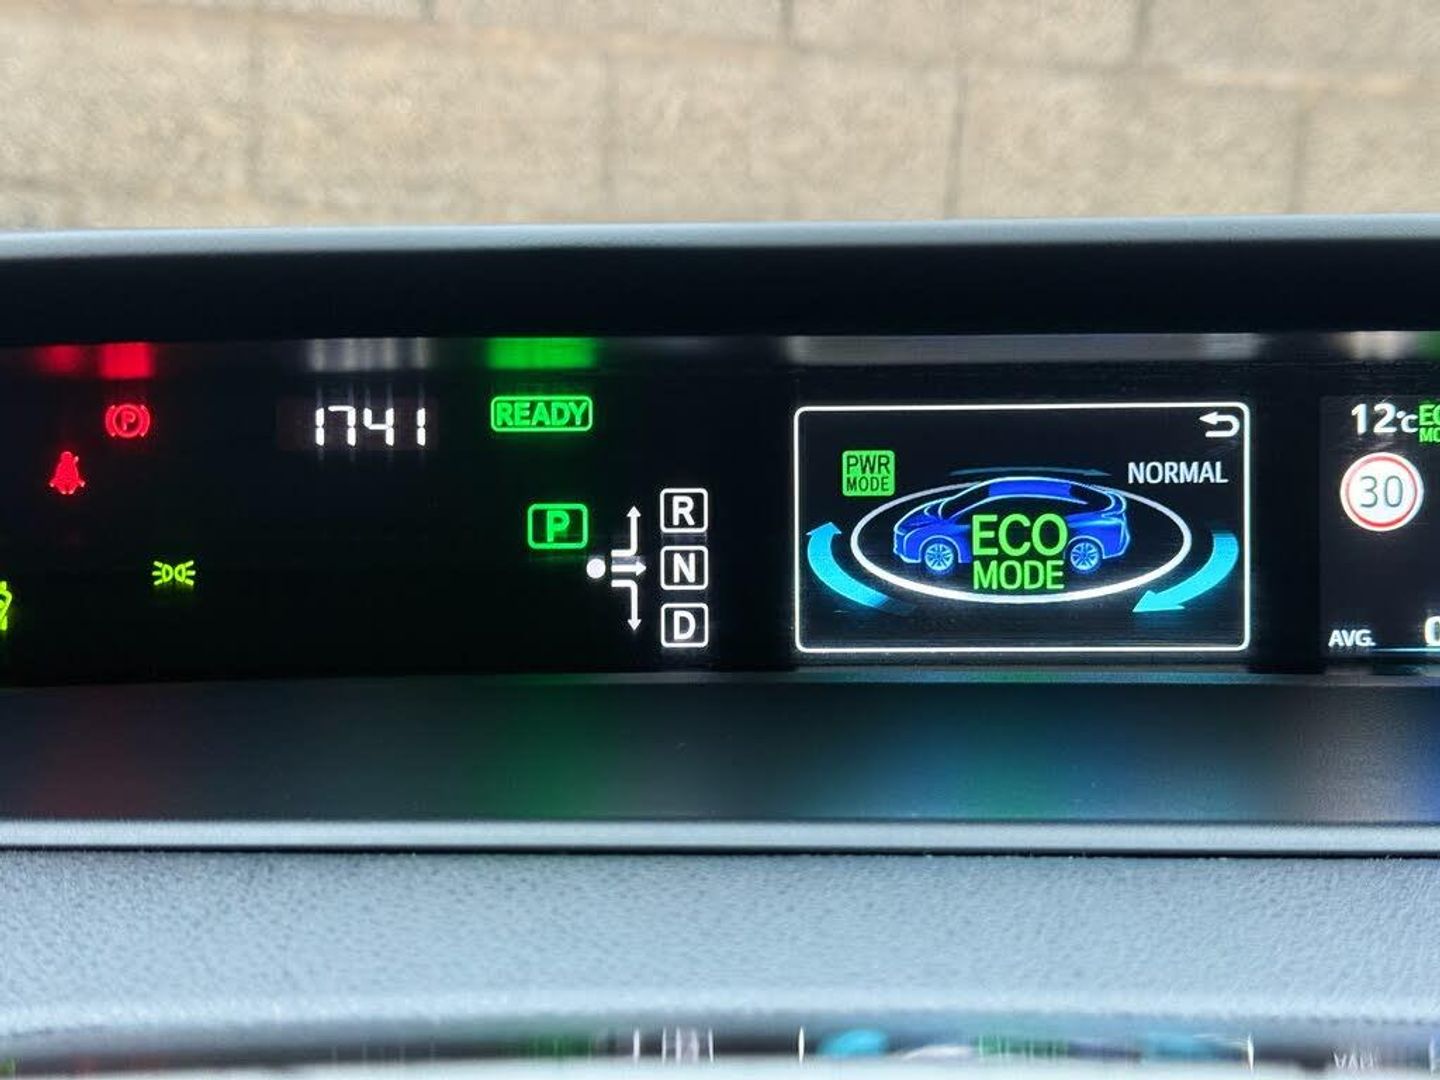 P
1741
READY
P
R
N
D
PWR
MODE
NORMAL
ECO
MODE
12°C
30
AVG.